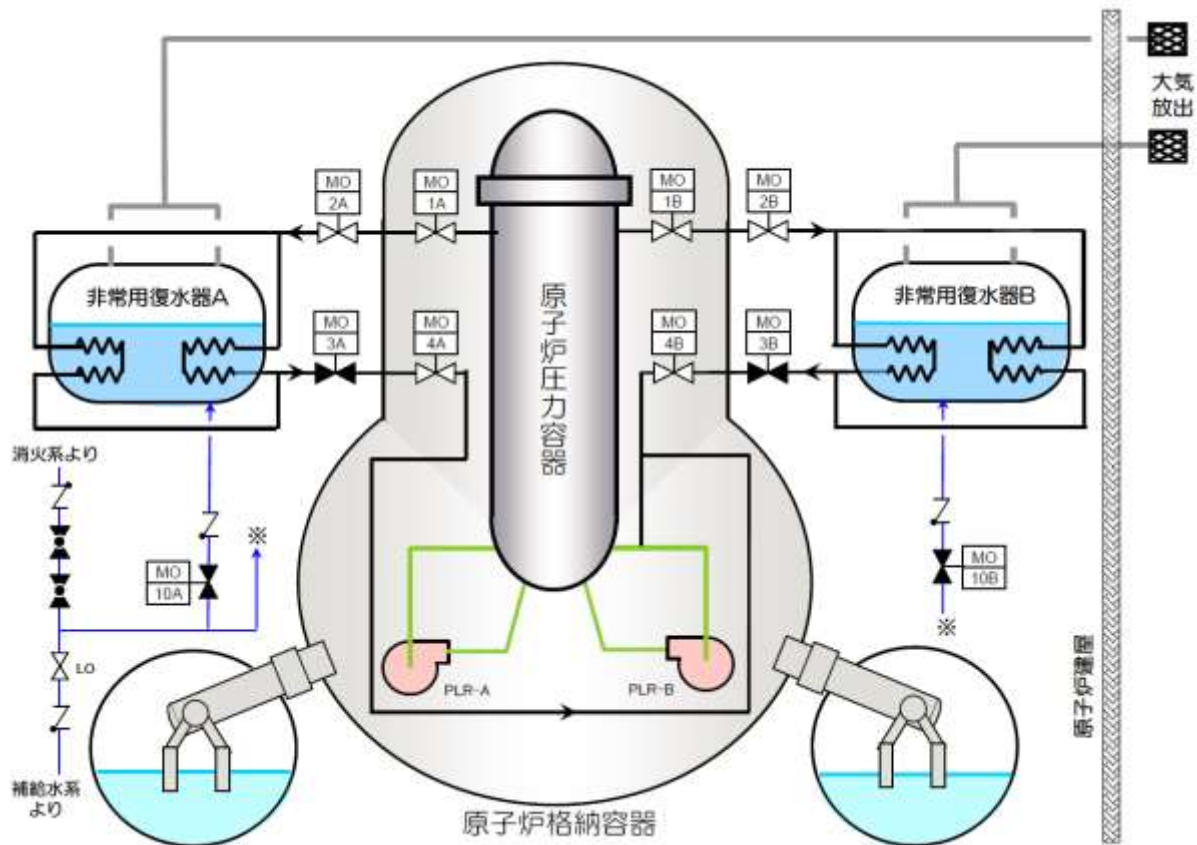 大気
放出
MO
2A
MO
1A
MO
1B
MO
2B
非常用復水器A
原子炉圧力容器
非常用復水器B
MO
3A
MO
4A
MO
4B
MO
3B
消火系より
※
MO
10A
MO
10B
※
LO
PLR-A
PLR-B
原子炉建屋
補給水系
より
原子炉格納容器